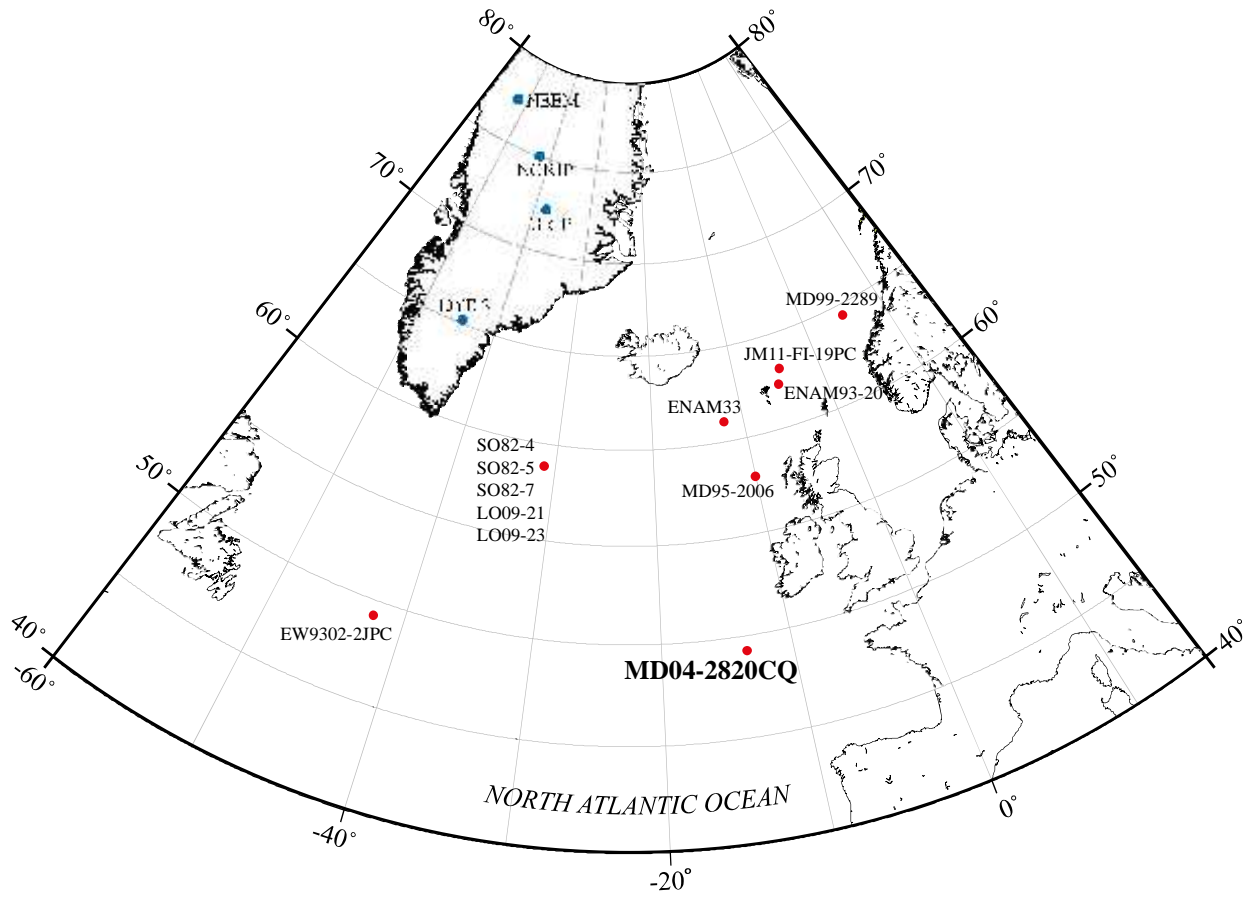 80°
80°
NEEM
70°
70°
NGRIP
60°
MD99-2289
60°
JM11-FI-19PC
ENAM93-20
ENAM33
SO82-4
SO82-5
SO82-7
LO09-21
LO09-23
50°
50°
MD95-2006
EW9302-2JPC
MD04-2820CQ
40°
-60°
40°
NORTH ATLANTIC OCEAN
-40°
-20°
0°